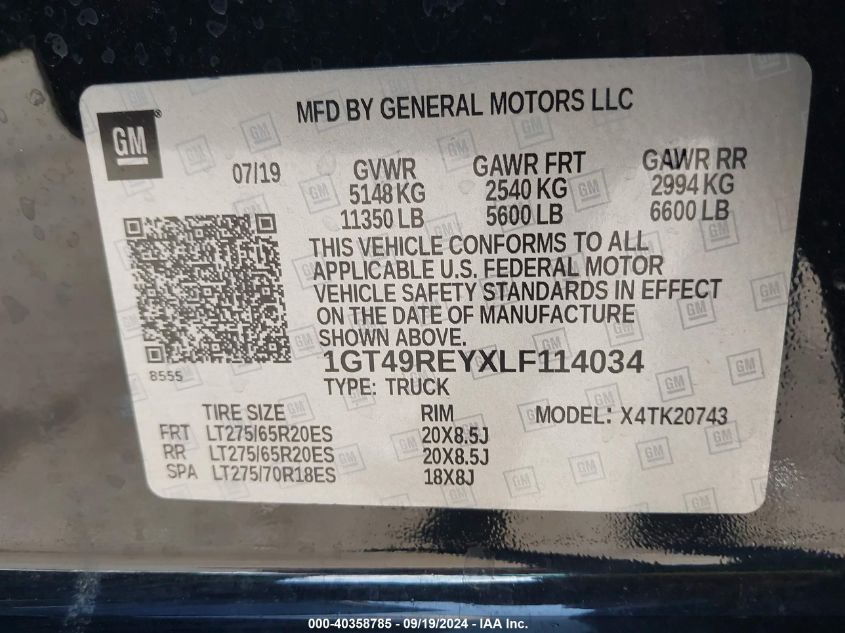 MFD BY GENERAL MOTORS LLC
GM
07/19
GVWR
5148 KG
11350 LB
GAWR FRT
2540 KG
5600 LB
GAWR RR
2994 KG
6600 LB
THIS VEHICLE CONFORMS TO ALL
APPLICABLE U.S. FEDERAL MOTOR
VEHICLE SAFETY STANDARDS IN EFFECT
ON THE DATE OF MANUFACTURE
SHOWN ABOVE.
8555
1GT49REYXLF114034
TYPE: TRUCK
TIRE SIZE RIM MODEL: X4TK20743
FRT LT275/65R20ES 20X8.5J
RR LT275/65R20ES 20X8.5J
SPA LT275/70R18ES 18X8J
000-40358785 - 09/19/2024 - IAA, Inc.